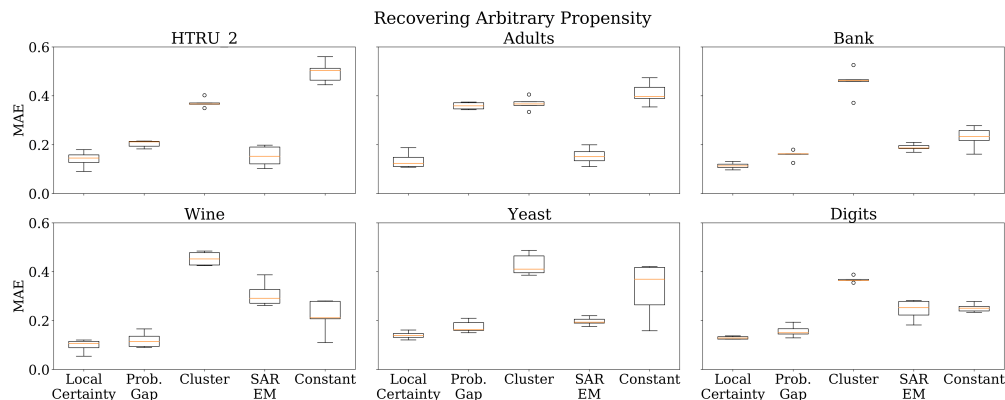 Recovering Arbitrary Propensity
HTRU_2
Adults
Bank
0.6
0.4
0.2
0.0
MAE
Wine
Yeast
Digits
0.6
0.4
0.2
0.0
MAE
Local Certainty
Prob. Gap
Cluster
SAR EM
Constant
Local Certainty
Prob. Gap
Cluster
SAR EM
Constant
Local Certainty
Prob. Gap
Cluster
SAR EM
Constant